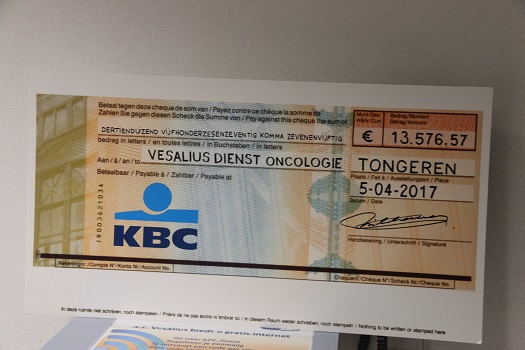 Betaal tegen deze cheque de som van / Payez contre ce chèque la somme de
Zahlen Sie gegen diesen Scheck die Summe von / Pay against this cheque the sum of
Munt/Dev
Währ/Curr
Bedrag/Montant
Betrag/Amount
€ 13.576.57
DERTIENDUIZEND VIJFHONDERZESENZEVENTIG KOMMA ZEVENENVIJFTIG
bedrag in letters / en toutes lettres / in Buchstaben / in letters
Aan / à / an / to VESALIUS DIENST ONCOLOGIE TONGEREN
Betaalbaar / Payable à / Zahlbar / Payable at
Plaats / Fait à / Ausstellungsort / Place
5-04-2017
Datum / Date
KBC
Handtekening / Unterschrift / Signature
Rekeningnr. / Compte N°/Konto Nr./Account No.
Chequenr./Chèque N°/Scheck Nr./Cheque No.
In deze ruimte niet schrijven, noch stempelen / Prière de ne pas écrire ni timbrer ici / In diesem Raum weder schreiben, noch stempeln / Nothing to be written or stamped here
Vesalius biedt u gratis internet